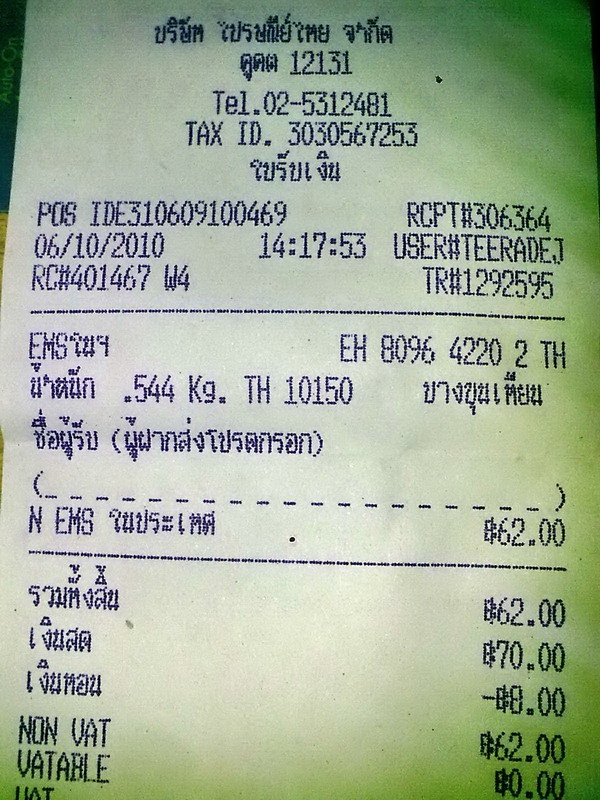 บริษัท ไปรษณีย์ไทย จำกัด
คูคต 12131
Tel.02-5312481
TAX ID. 3030567253
ใบรับเงิน
POS IDE310609100469 RCPT#306364
06/10/2010 14:17:53 USER#TEERADEJ
RC#401467 W4 TR#1292595
EMSในฯ EH 8096 4220 2 TH
น้ำหนัก .544 Kg. TH 10150 บางขุนเทียน
ชื่อผู้รับ (ผู้ฝากส่งโปรดกรอก)
(_ _ _ _ _ _ _ _ _ _ _ _ _ _ _ _ _ _ _)
N EMS ในประเทศ ฿62.00
รวมทั้งสิ้น ฿62.00
เงินสด ฿70.00
เงินทอน -฿8.00
NON VAT ฿62.00
VATABLE ฿0.00
VAT